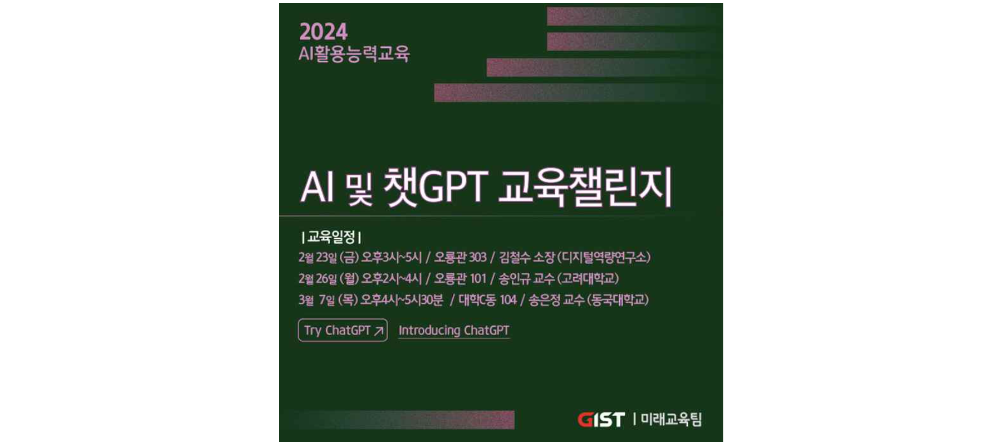 2024
AI활용능력교육
AI 및 챗GPT 교육챌린지
|교육일정|
2월 23일 (금) 오후3시~5시 / 오룡관 303 / 김철수 소장 (디지털역량연구소)
2월 26일 (월) 오후2시~4시 / 오룡관 101 / 송인규 교수 (고려대학교)
3월 7일 (목) 오후4시~5시30분 / 대학C동 104 / 송은정 교수 (동국대학교)
Try ChatGPT ↗ Introducing ChatGPT
GIST | 미래교육팀